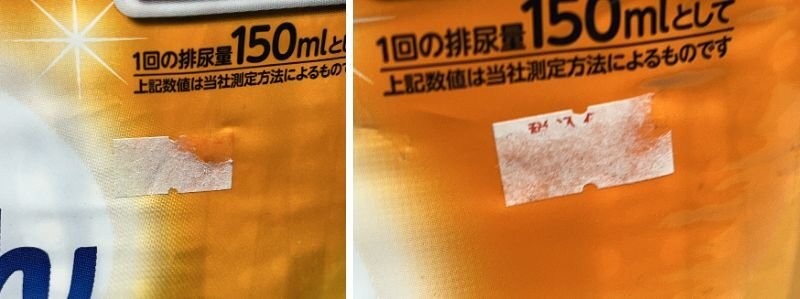 1回の排尿量150mlとし
上記数値は当社測定方法によるもので
1回の排尿量150mlとして
上記数値は当社測定方法によるものです